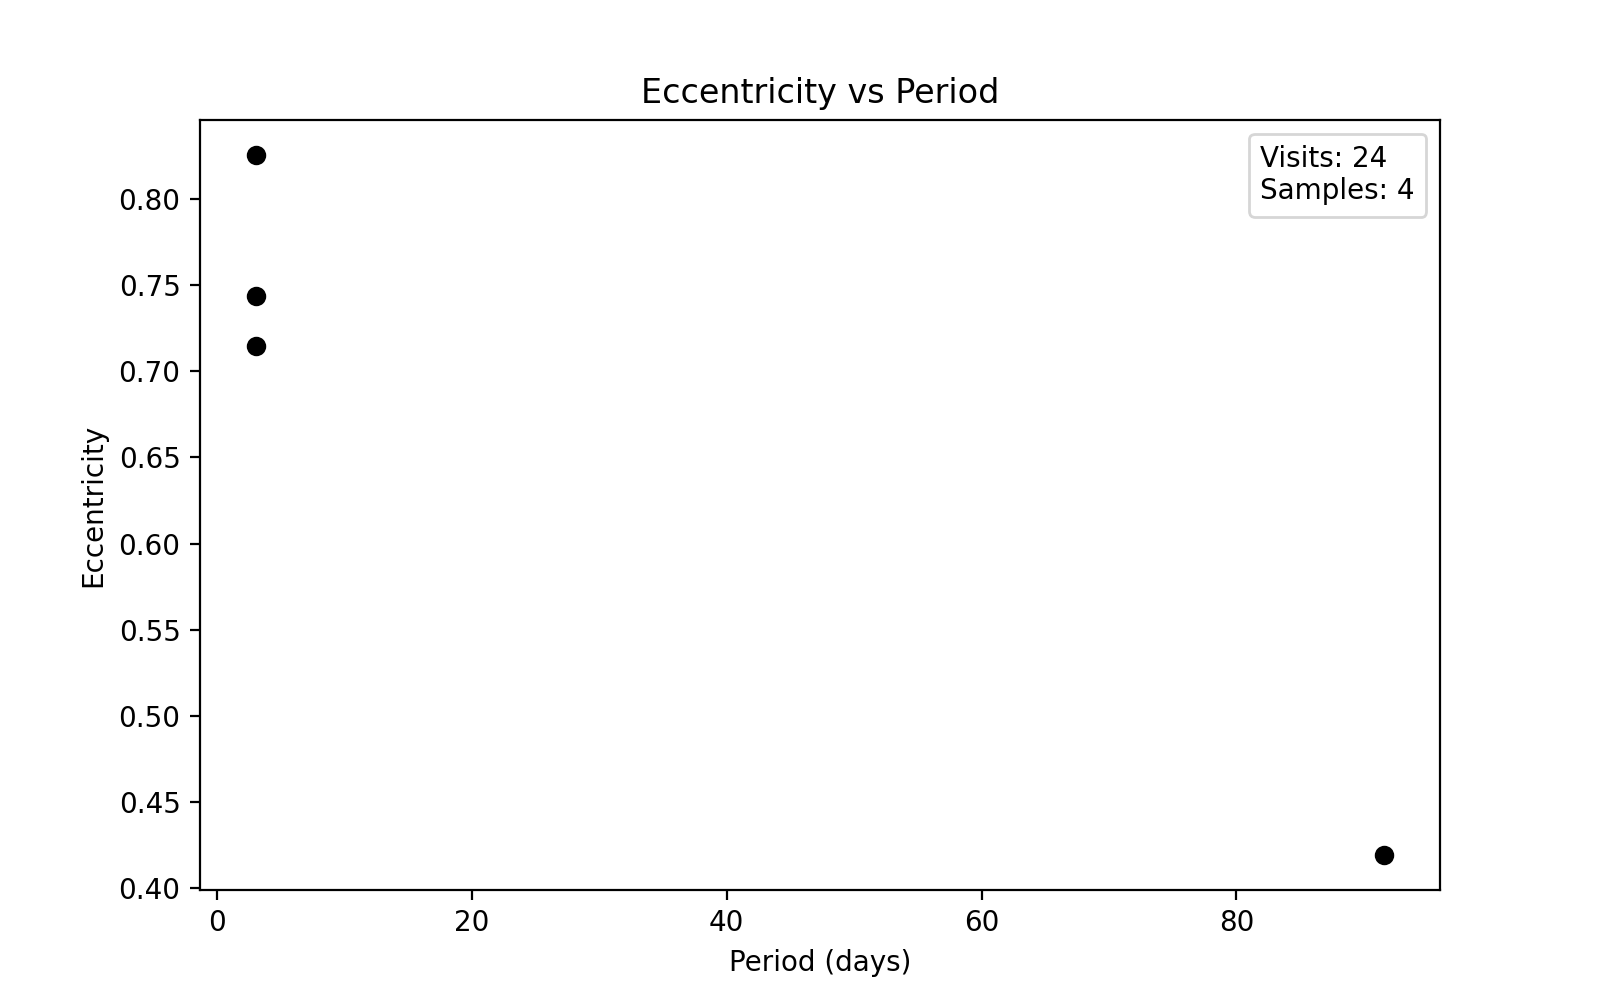 Eccentricity vs Period
Visits: 24
Samples: 4
0.80
0.75
0.70
0.65
0.60
0.55
0.50
0.45
0.40
Eccentricity
0 20 40 60 80
Period (days)